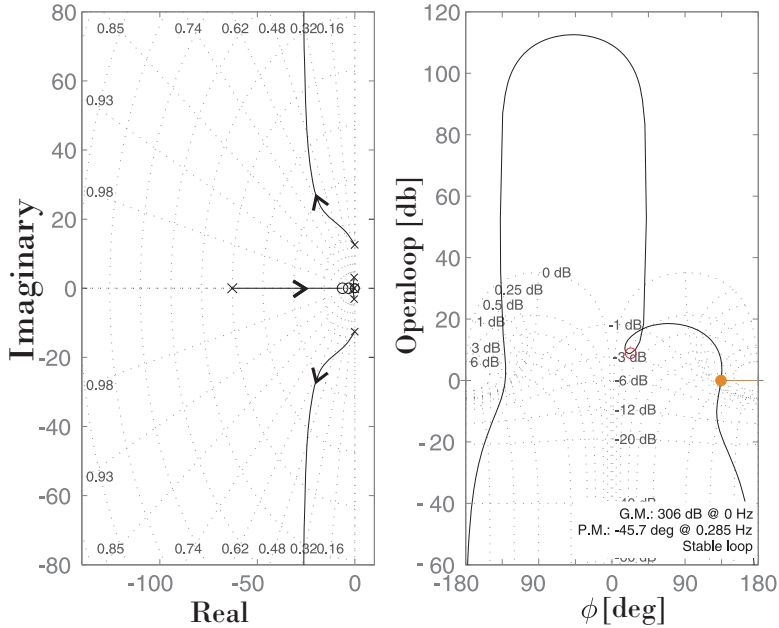 80
60
40
20
0
-20
-40
-60
-80
0.85 0.74 0.62 0.48 0.32 0.16
0.93
0.98
0.98
0.93
0.85 0.74 0.62 0.48 0.32 0.16
-100 -50 0
Real
Imaginary
120
100
80
60
40
20
0
-20
-40
-60
Openloop [db]
0 dB
0.25 dB
0.5 dB
1 dB
3 dB
6 dB
-1 dB
-3 dB
-6 dB
-12 dB
-20 dB
G.M.: 306 dB @ 0 Hz
P.M.: -45.7 deg @ 0.285 Hz
Stable loop
-180 90 0 90 180
ϕ [deg]